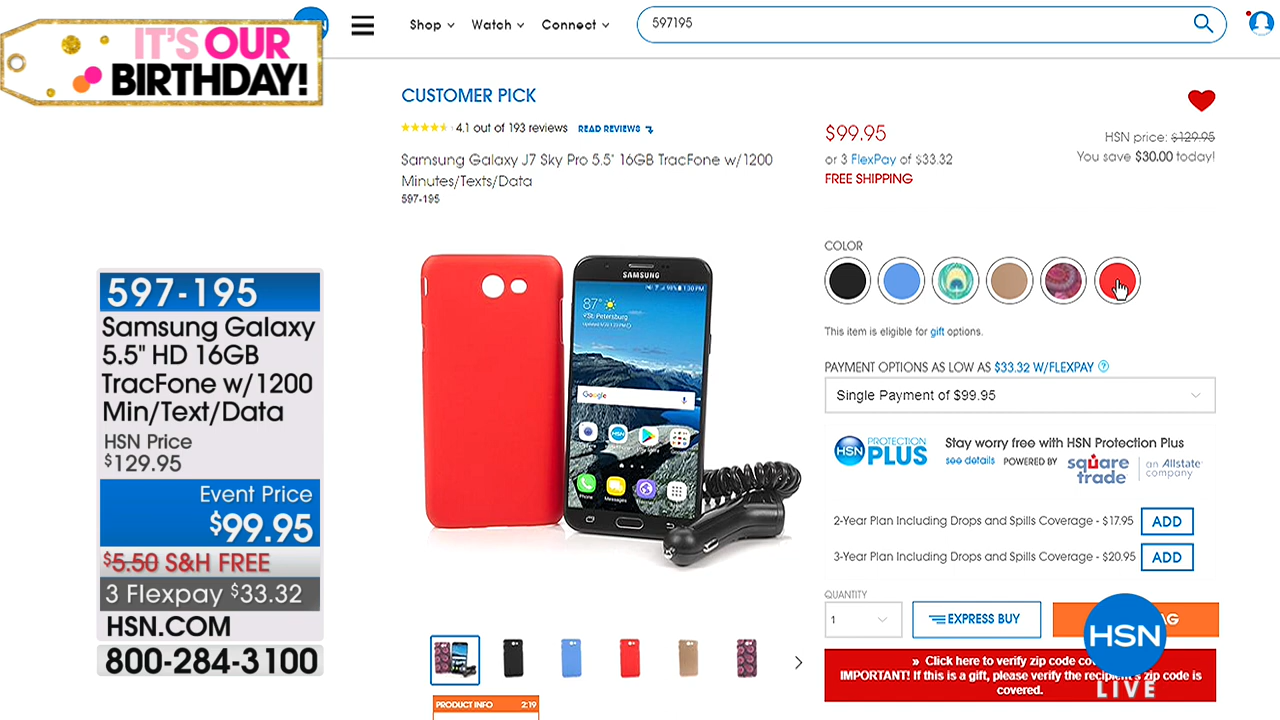 IT'S OUR
BIRTHDAY!
Shop
Watch
Connect
597195
CUSTOMER PICK
4.1 out of 193 reviews READ REVIEWS
Samsung Galaxy J7 Sky Pro 5.5" 16GB TracFone w/1200
Minutes/Texts/Data
597-195
$99.95
or 3 FlexPay of $33.32
FREE SHIPPING
HSN price: $129.95
You save $30.00 today!
COLOR
This item is eligible for gift options.
PAYMENT OPTIONS AS LOW AS $33.32 W/FLEXPAY ?
Single Payment of $99.95
HSN PROTECTION
PLUS
Stay worry free with HSN Protection Plus
see details POWERED BY
square
trade
an Allstate
company
2-Year Plan Including Drops and Spills Coverage - $17.95 ADD
3-Year Plan Including Drops and Spills Coverage - $20.95 ADD
QUANTITY
1
EXPRESS BUY
» Click here to verify zip code
IMPORTANT! If this is a gift, please verify the zip code is
covered.
HSN
LIVE
597-195
Samsung Galaxy
5.5" HD 16GB
TracFone w/1200
Min/Text/Data
HSN Price
$129.95
Event Price
$99.95
$5.50 S&H FREE
3 Flexpay $33.32
HSN.COM
800-284-3100
SAMSUNG
1:30 PM
87°
St. Petersburg
Google
HSN
Phone
Messages
PRODUCT INFO 2:19